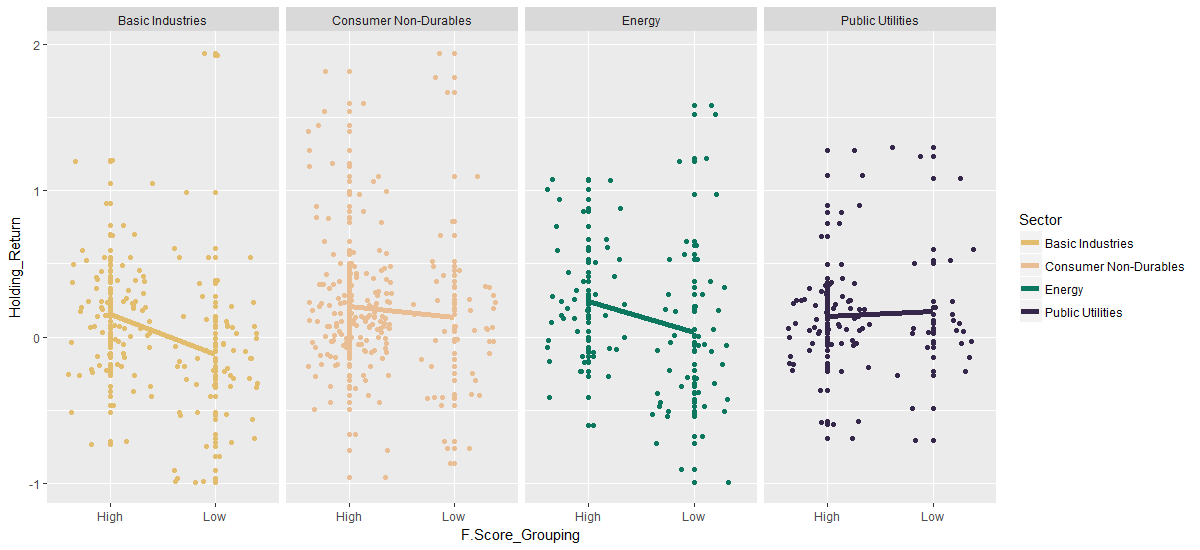 Basic Industries
Consumer Non-Durables
Energy
Public Utilities
2
1
0
-1
Holding_Return
High
Low
High
Low
High
Low
High
Low
F.Score_Grouping
Sector
Basic Industries
Consumer Non-Durables
Energy
Public Utilities